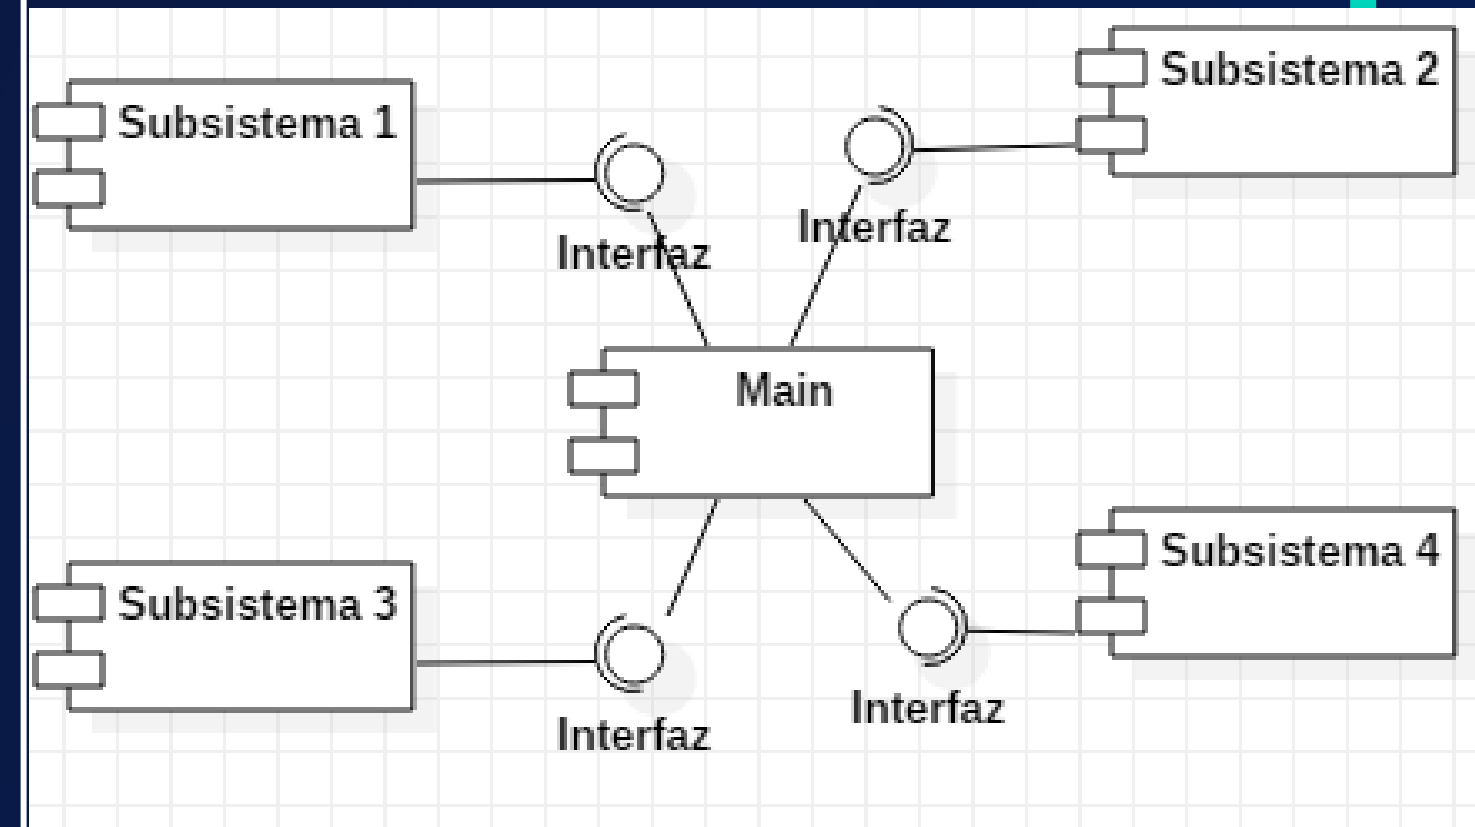 Subsistema 1
Subsistema 2
Interfaz
Interfaz
Main
Subsistema 3
Subsistema 4
Interfaz
Interfaz